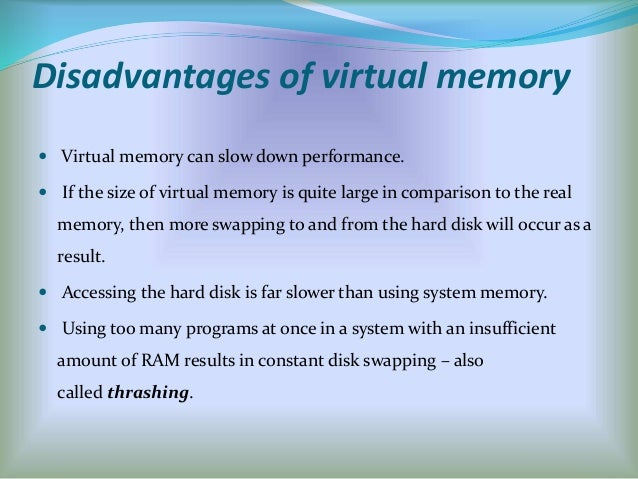 Disadvantages of virtual memory
• Virtual memory can slow down performance.
• If the size of virtual memory is quite large in comparison to the real
memory, then more swapping to and from the hard disk will occur as a
result.
• Accessing the hard disk is far slower than using system memory.
• Using too many programs at once in a system with an insufficient
amount of RAM results in constant disk swapping – also
called thrashing.